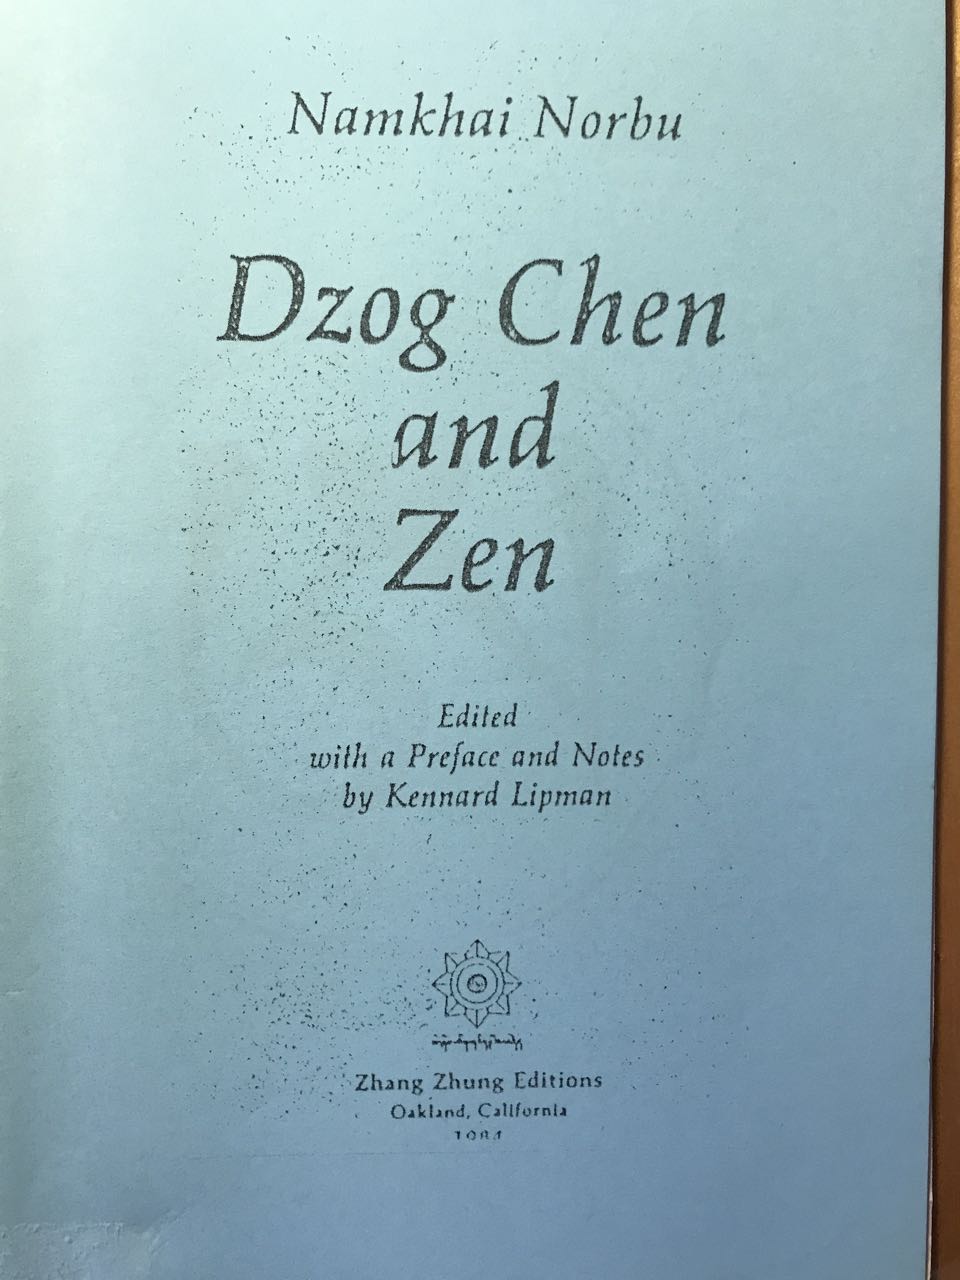 Namkhai Norbu
Dzog Chen
and
Zen
Edited
with a Preface and Notes
by Kennard Lipman
Zhang Zhung Editions
Oakland, California
1984